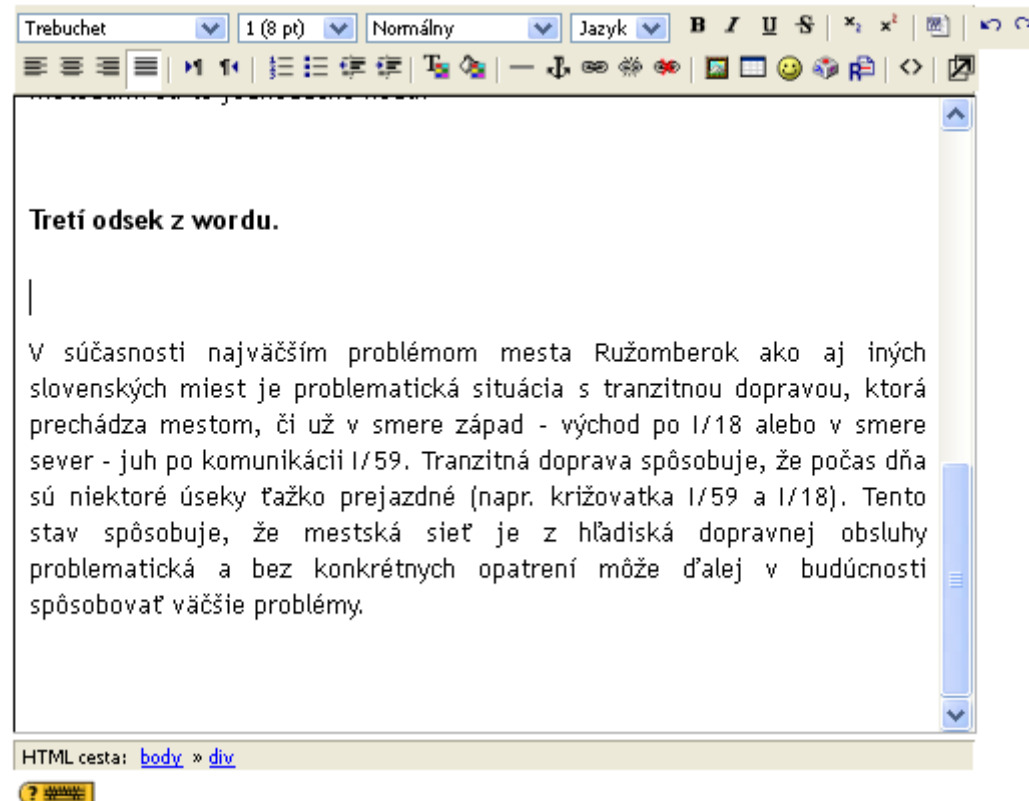 Trebuchet 1 (8 pt) Normálny Jazyk B I U S x₂ x²
Tretí odsek z wordu.
V súčasnosti najväčším problémom mesta Ružomberok ako aj iných
slovenských miest je problematická situácia s tranzitnou dopravou, ktorá
prechádza mestom, či už v smere západ - východ po I/18 alebo v smere
sever - juh po komunikácii I/59. Tranzitná doprava spôsobuje, že počas dňa
sú niektoré úseky ťažko prejazdné (napr. križovatka I/59 a I/18). Tento
stav spôsobuje, že mestská sieť je z hľadiská dopravnej obsluhy
problematická a bez konkrétnych opatrení môže ďalej v budúcnosti
spôsobovať väčšie problémy.
HTML cesta: body » div